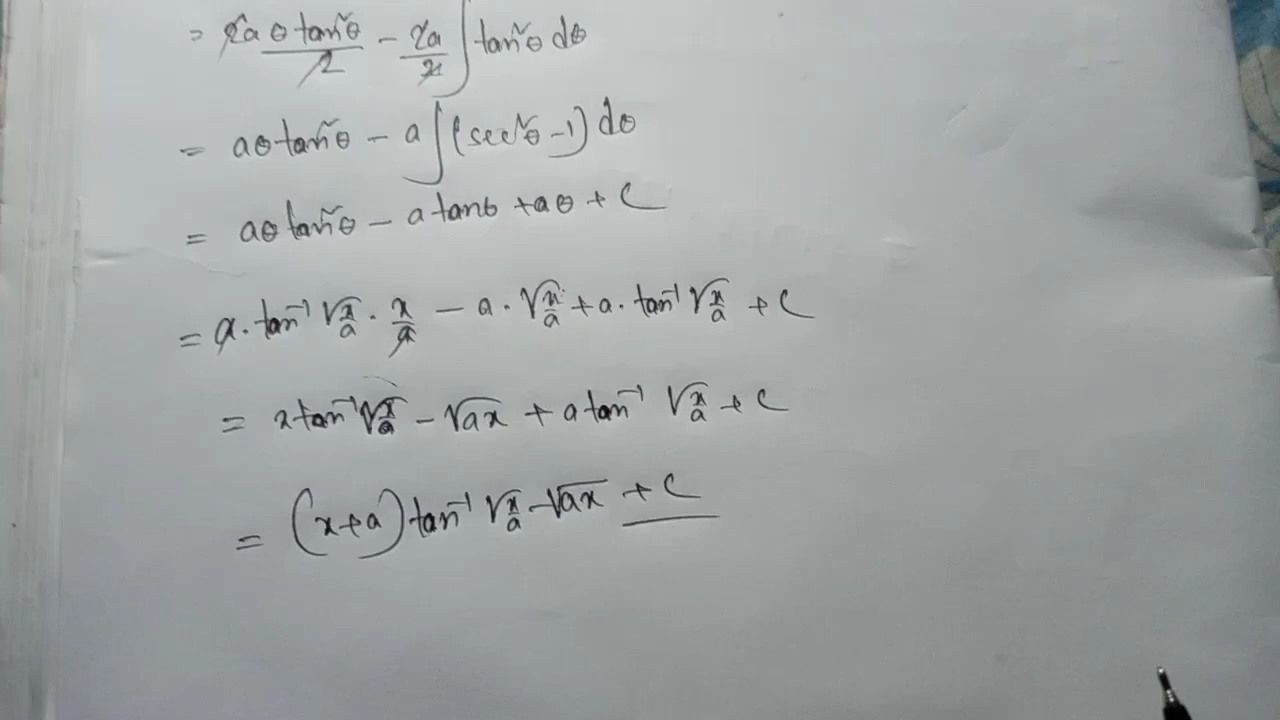 = 2a θ tan²θ/2 − 2a/2 ∫ tan²θ dθ
= aθ tan²θ − a ∫ (sec²θ −1) dθ
= aθ tan²θ − a tanθ + aθ + C
= a. tan⁻¹ √x/a . x/a − a. √x/a + a. tan⁻¹ √x/a + C
= x tan⁻¹ √x/a − √ax + a tan⁻¹ √x/a + C
= (x+a) tan⁻¹ √x/a − √ax + C